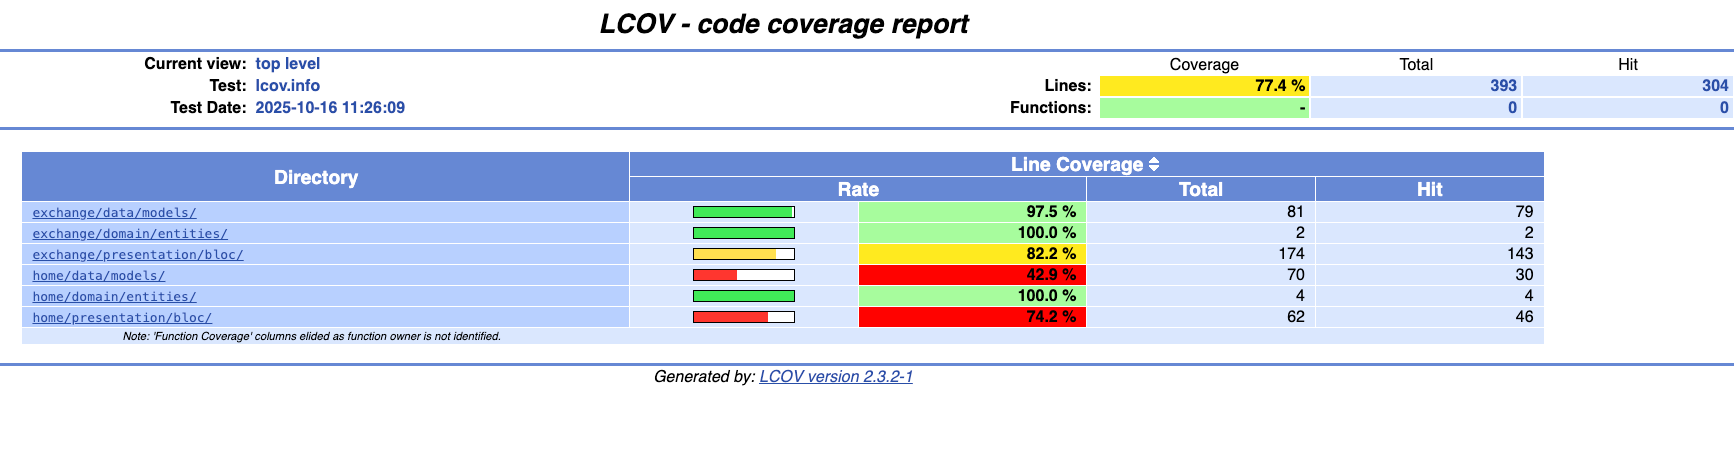 LCOV - code coverage report
Current view: top level
Coverage Total Hit
Test: lcov.info
Lines: 77.4 % 393 304
Test Date: 2025-10-16 11:26:09
Functions: - 0 0
Directory
Line Coverage
Rate Total Hit
exchange/data/models/ 97.5 % 81 79
exchange/domain/entities/ 100.0 % 2 2
exchange/presentation/bloc/ 82.2 % 174 143
home/data/models/ 42.9 % 70 30
home/domain/entities/ 100.0 % 4 4
home/presentation/bloc/ 74.2 % 62 46
Note: 'Function Coverage' columns elided as function owner is not identified.
Generated by: LCOV version 2.3.2-1